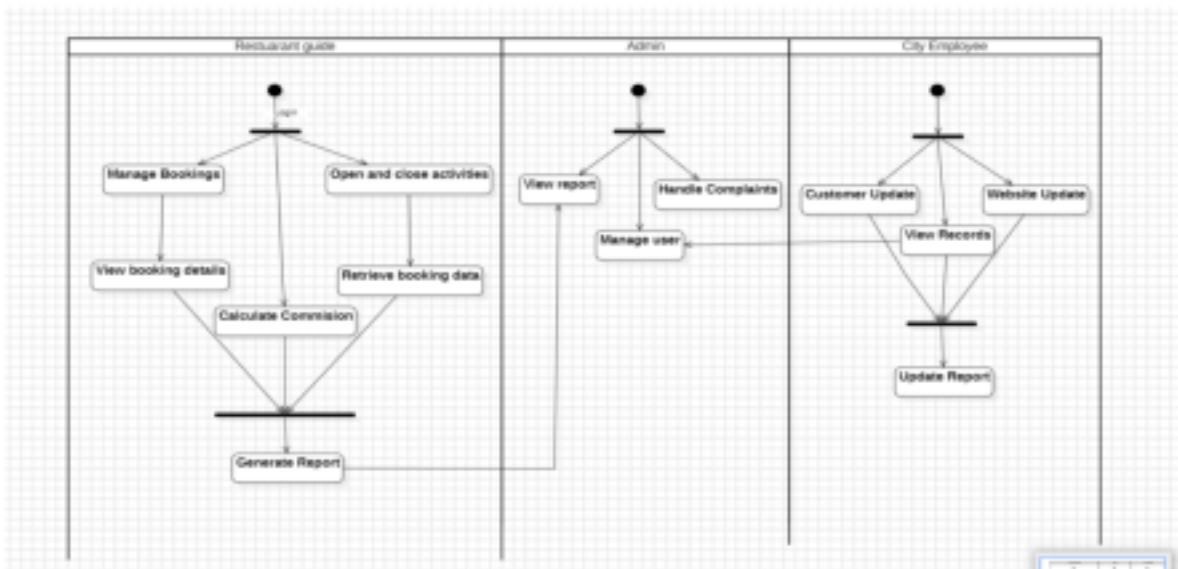 Restuarant guide
Admin
City Employee
Manage Bookings
Open and close activities
View report
Handle Complaints
Customer Update
Website Update
Manage user
View Records
View booking details
Retrieve booking data
Calculate Commision
Update Report
Generate Report